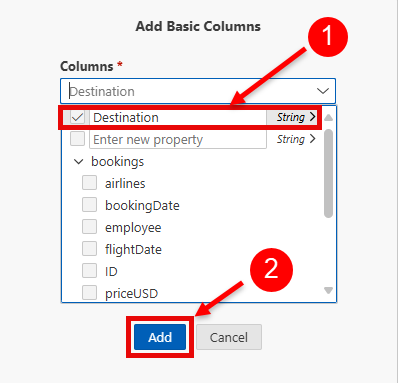 Add Basic Columns
1
Columns *
Destination
Destination String
Enter new property String
bookings
airlines
bookingDate
employee
flightDate
ID
priceUSD
2
Add Cancel